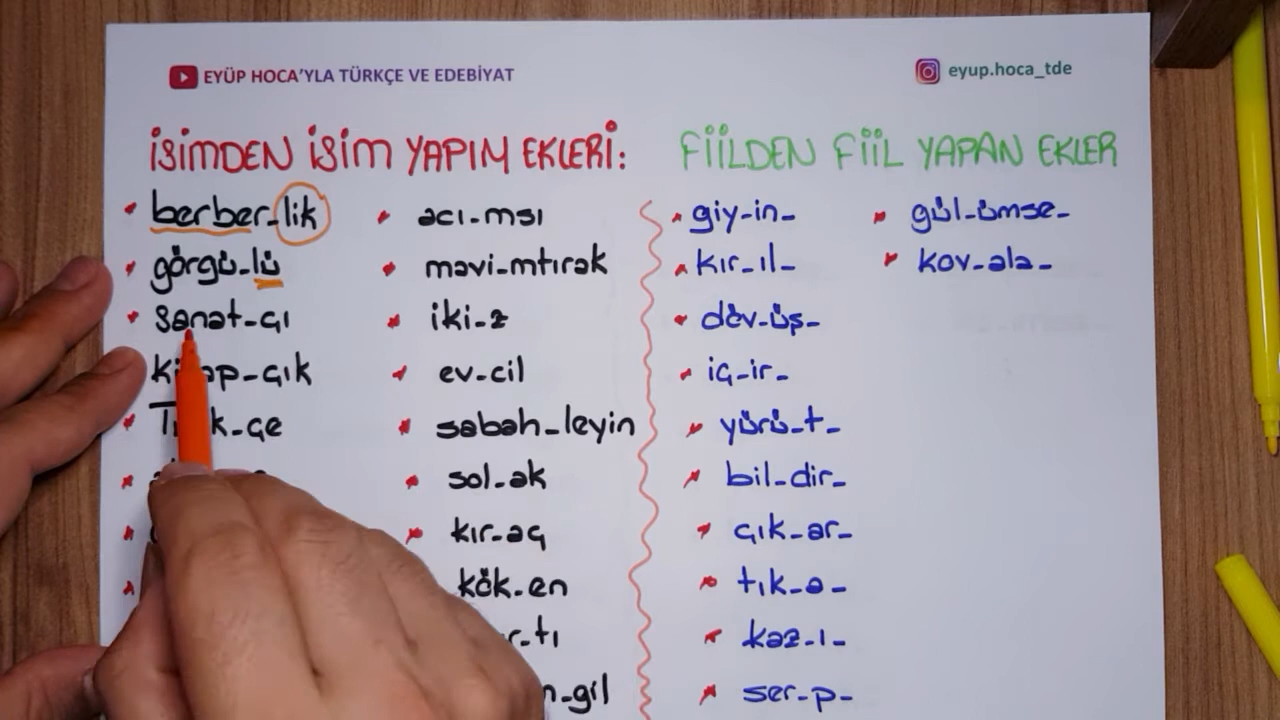 EYÜP HOCA'YLA TÜRKÇE VE EDEBİYAT
eyup.hoca_tde
İSİMDEN İSİM YAPIM EKLERİ:
berber-lik
görgü-lü
sanat-çı
-çık
-çe
acı-msı
mavi-mtırak
iki-z
ev-cil
sabah-leyin
sol-ak
kır-aç
kök-en
-tı
-gil
FİİLDEN FİİL YAPAN EKLER
giy-in-
kır-ıl-
döv-üş-
iç-ir-
yürü-t-
bil-dir-
çık-ar-
tık-a-
kaz-ı-
ser-p-
gül-ümse-
kov-ala-